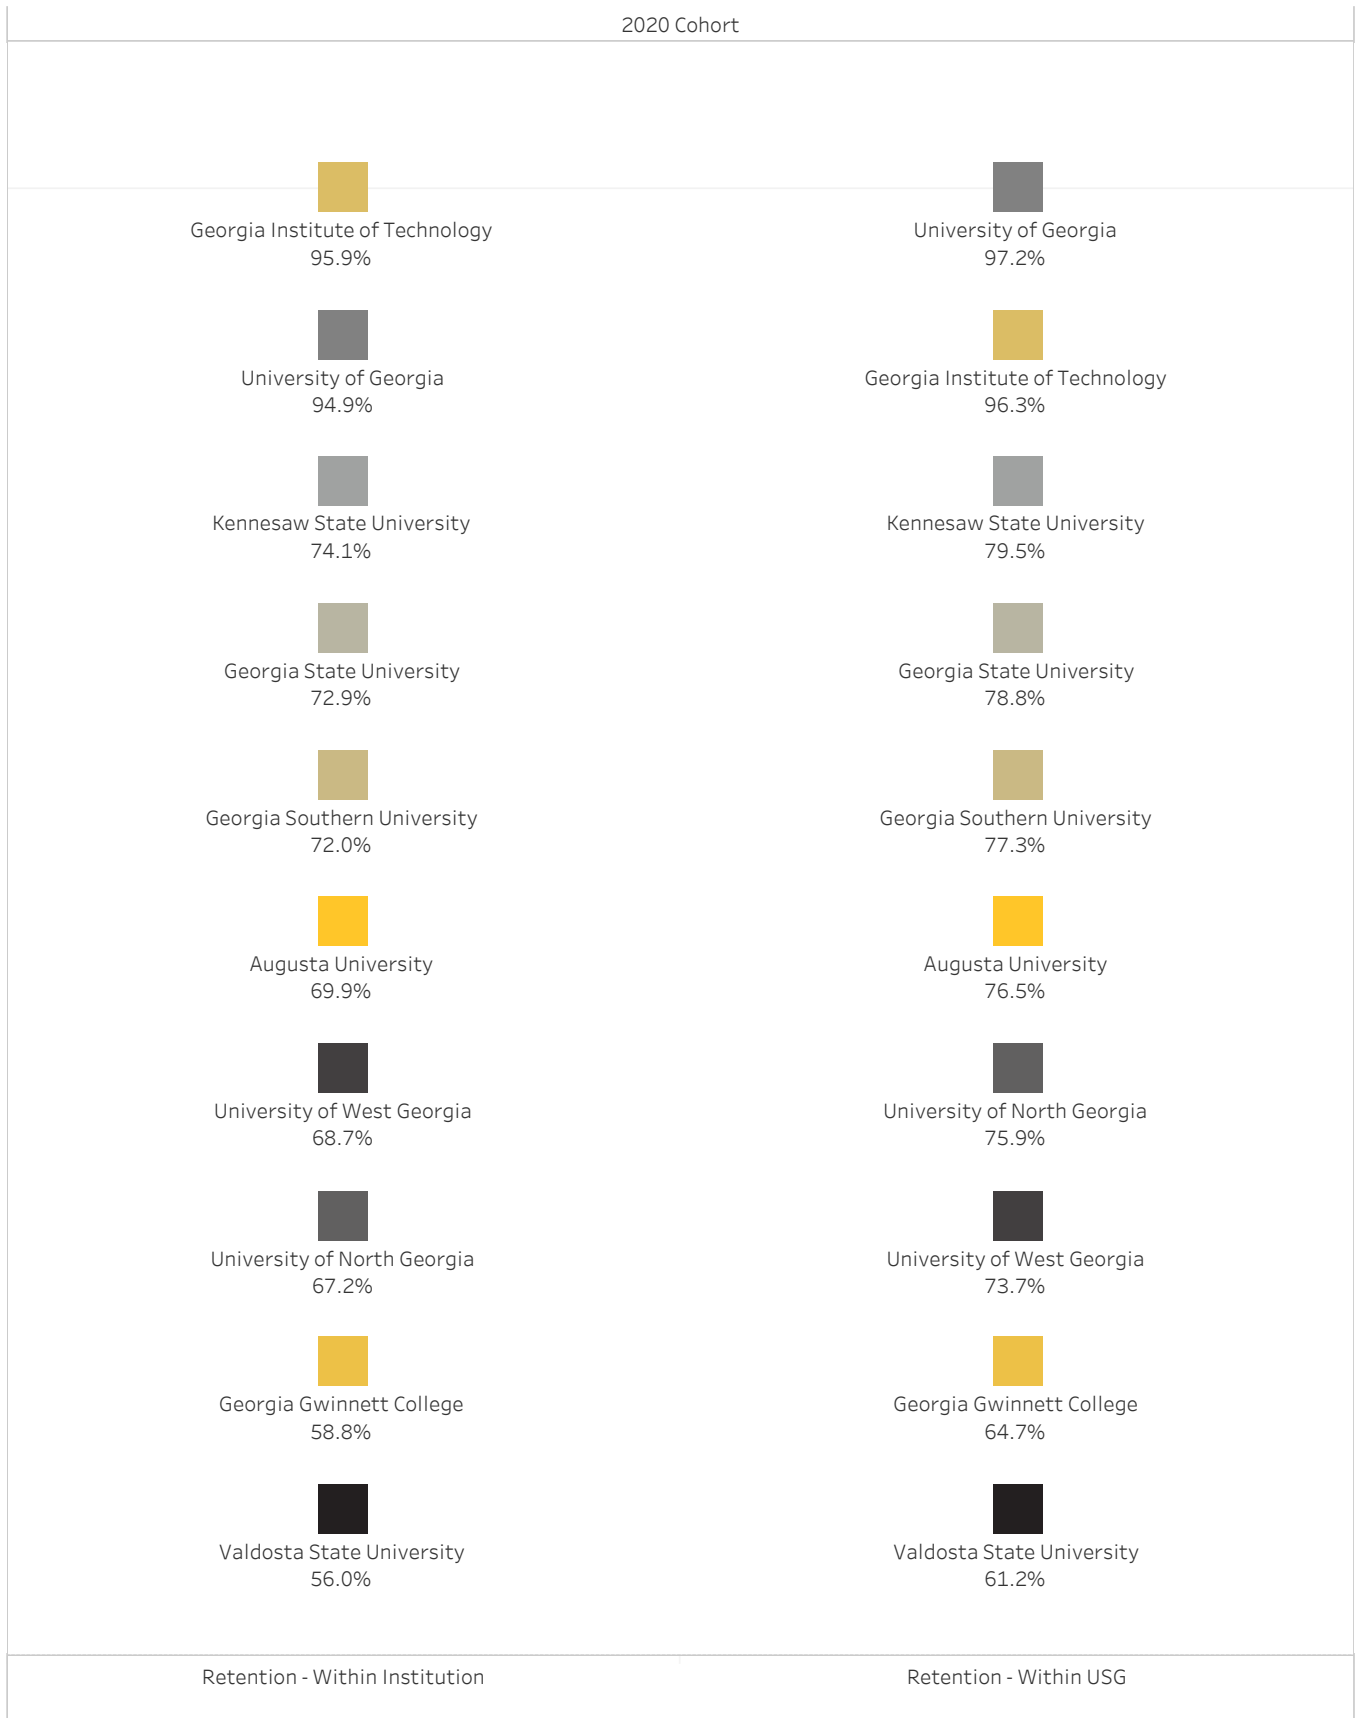 2020 Cohort
Georgia Institute of Technology
95.9%
University of Georgia
97.2%
University of Georgia
94.9%
Georgia Institute of Technology
96.3%
Kennesaw State University
74.1%
Kennesaw State University
79.5%
Georgia State University
72.9%
Georgia State University
78.8%
Georgia Southern University
72.0%
Georgia Southern University
77.3%
Augusta University
69.9%
Augusta University
76.5%
University of West Georgia
68.7%
University of North Georgia
75.9%
University of North Georgia
67.2%
University of West Georgia
73.7%
Georgia Gwinnett College
58.8%
Georgia Gwinnett College
64.7%
Valdosta State University
56.0%
Valdosta State University
61.2%
Retention - Within Institution
Retention - Within USG